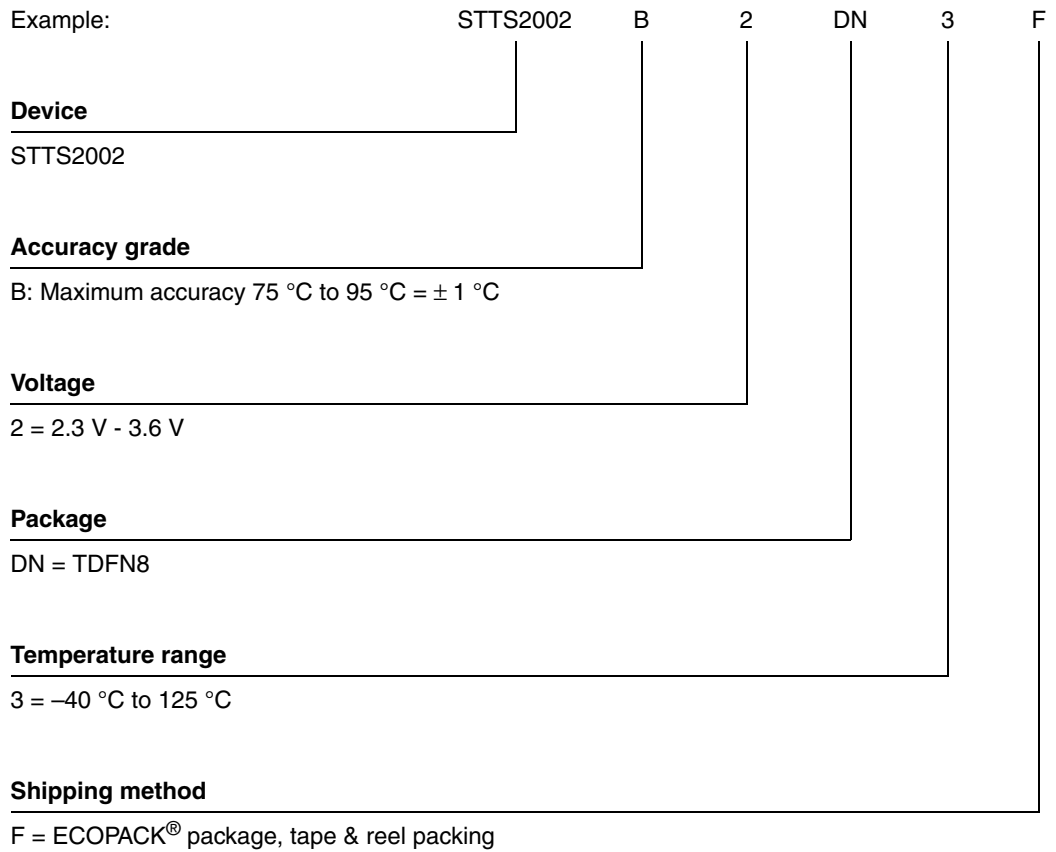 Example: STTS2002 B 2 DN 3 F
Device
STTS2002
Accuracy grade
B: Maximum accuracy 75 °C to 95 °C = ± 1 °C
Voltage
2 = 2.3 V - 3.6 V
Package
DN = TDFN8
Temperature range
3 = –40 °C to 125 °C
Shipping method
F = ECOPACK® package, tape & reel packing